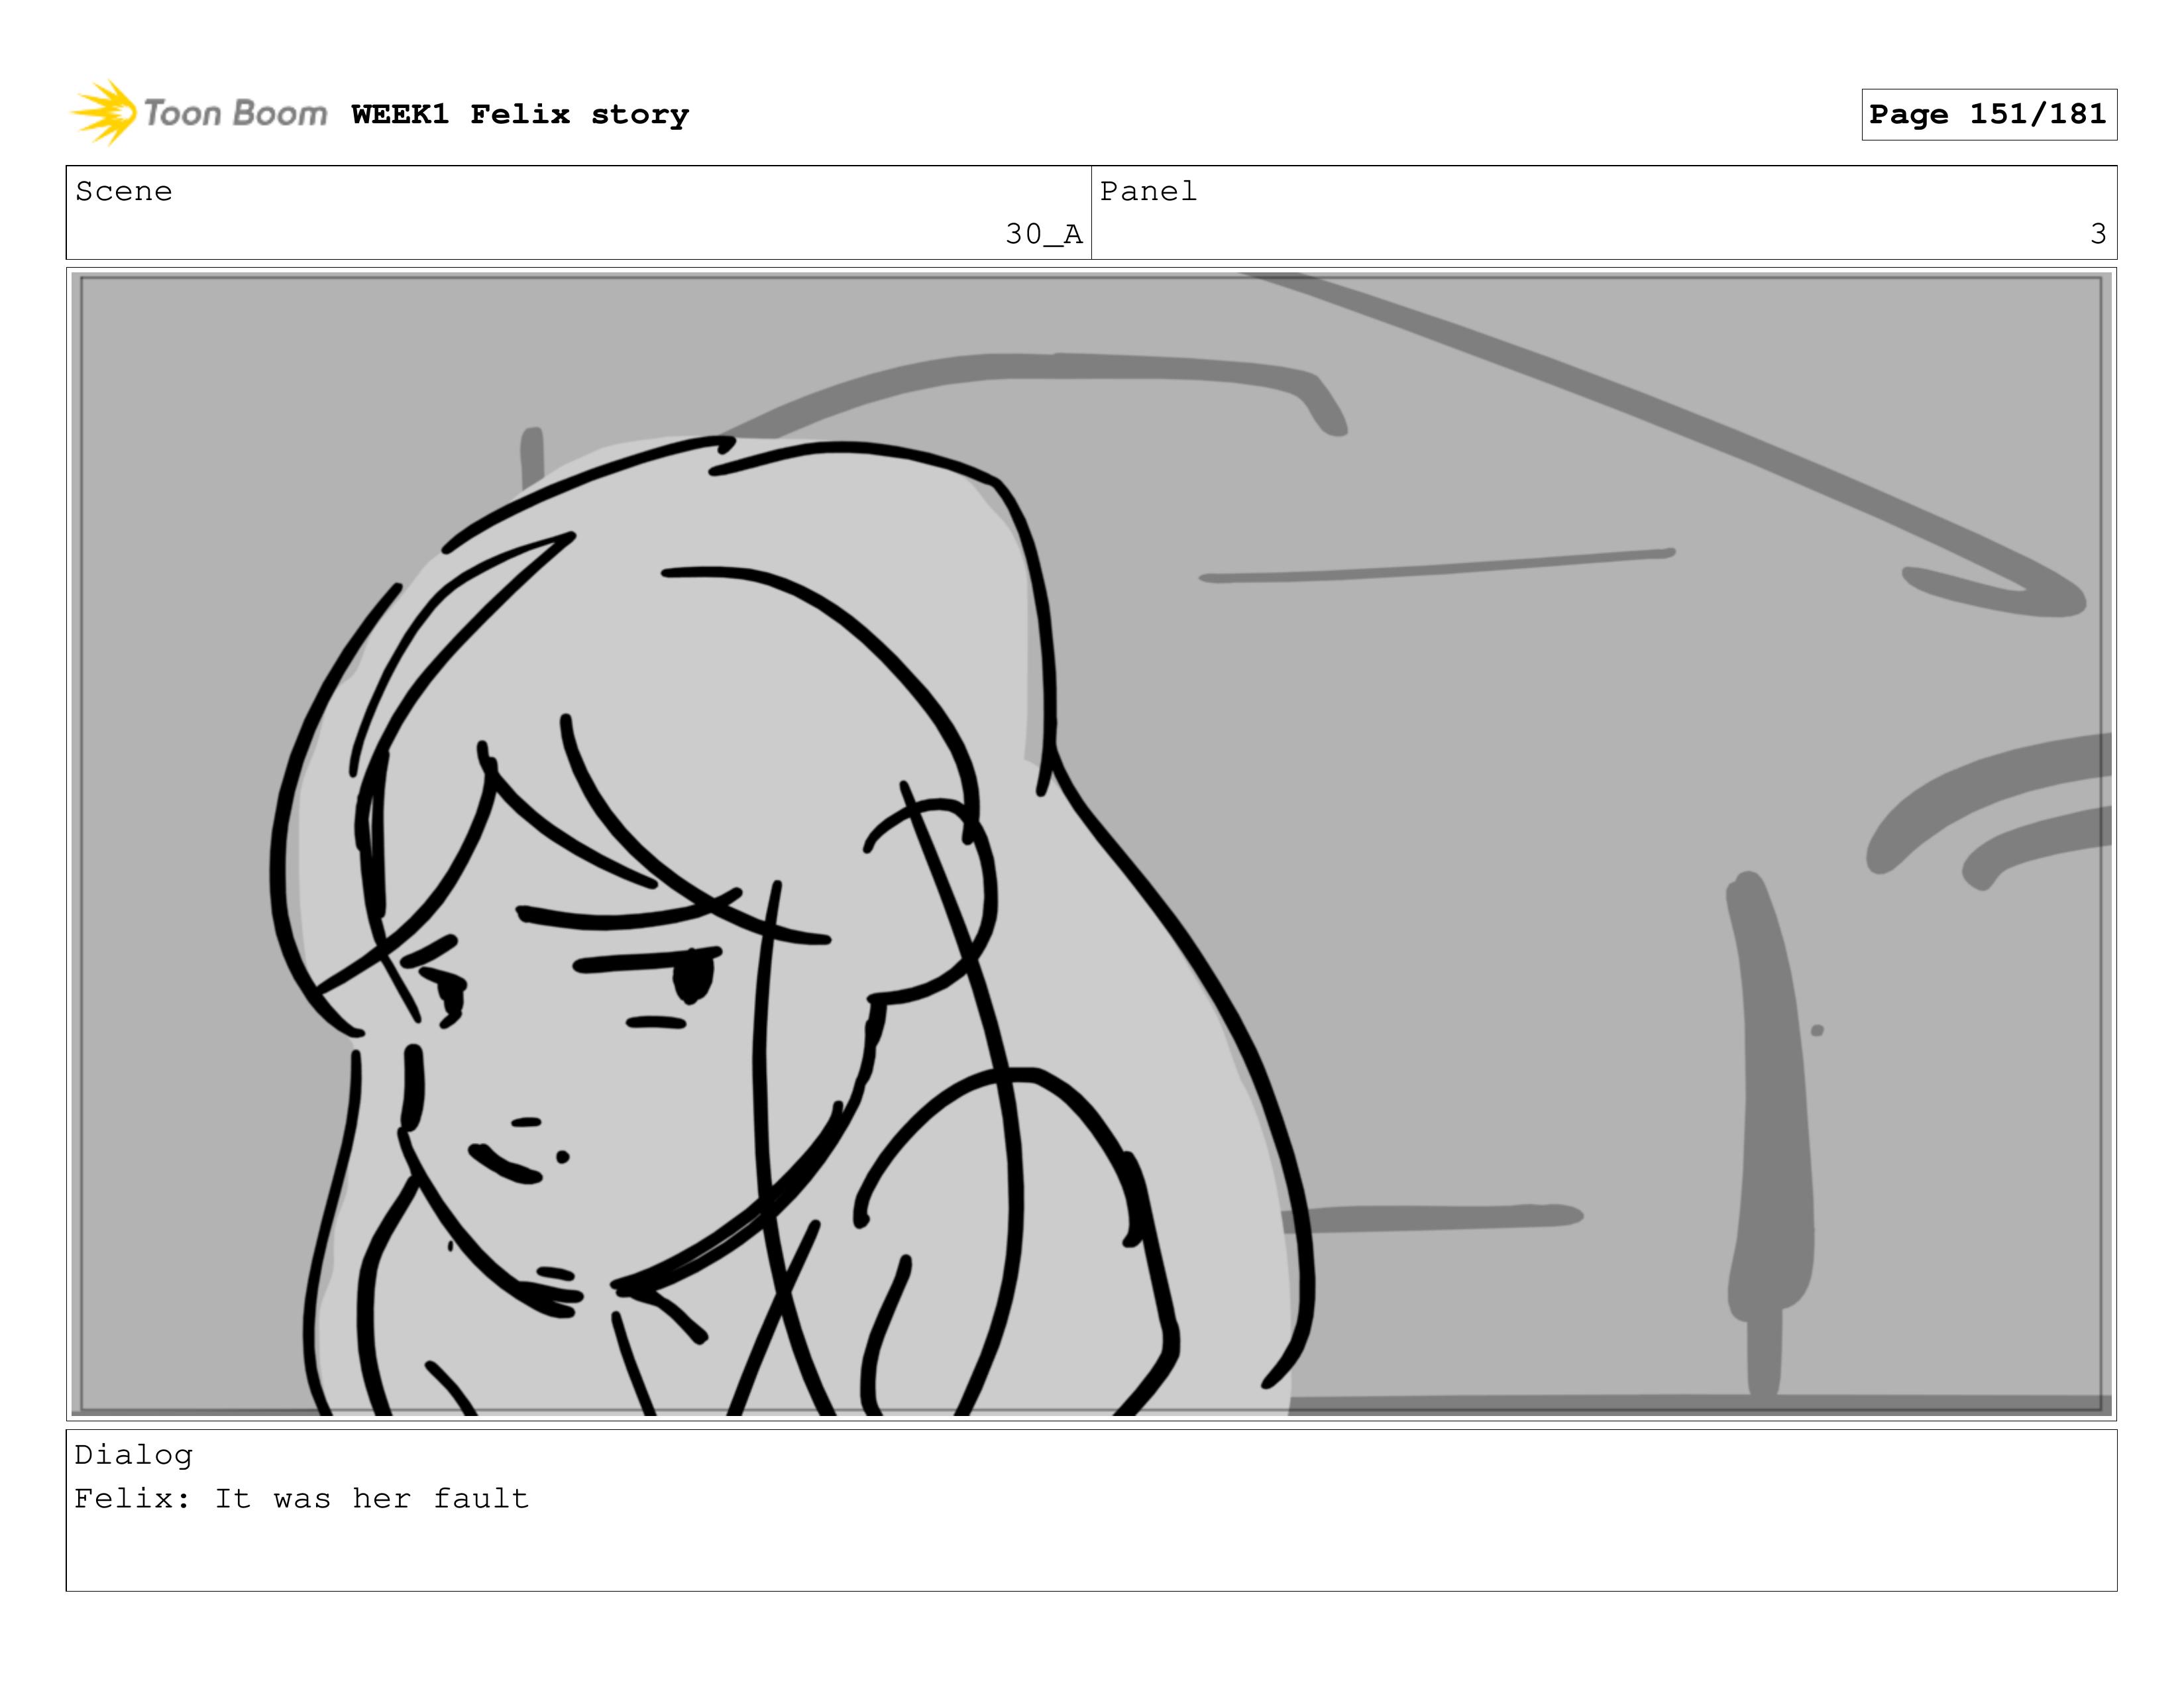 Toon Boom WEEK1 Felix story
Page 151/181
Scene
30_A
Panel
3
Dialog
Felix: It was her fault